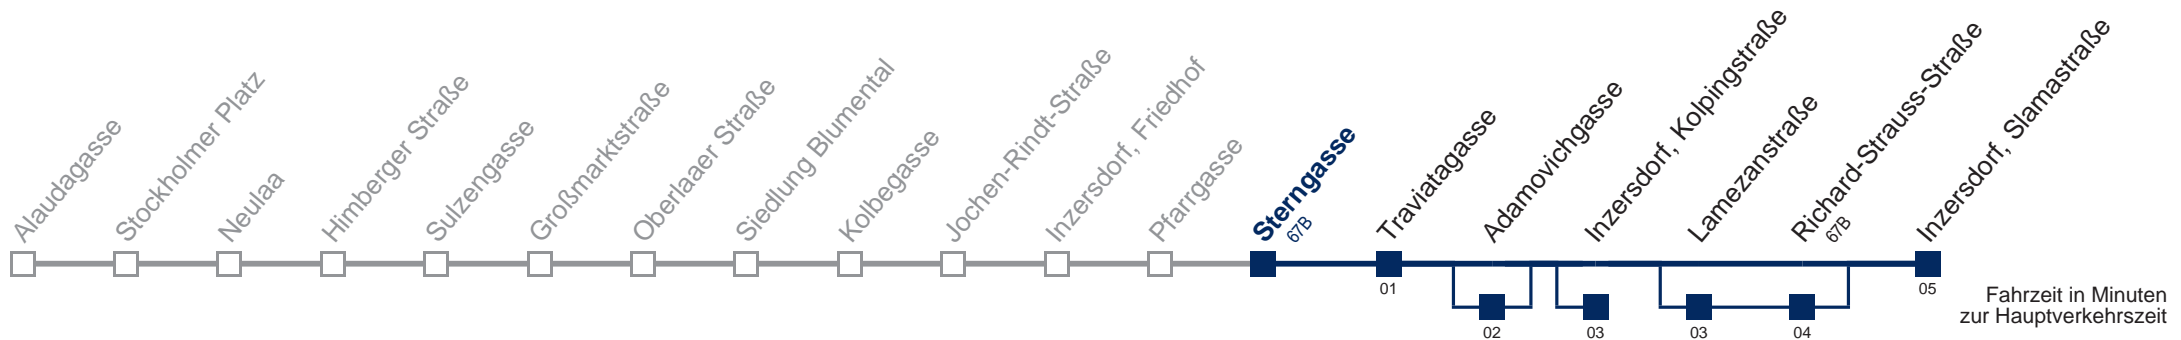 Alaudagasse
Stockholmer Platz
Neulaa
Himberger Straße
Sulzengasse
Großmarktstraße
Oberlaaer Straße
Siedlung Blumental
Kolbegasse
Jochen-Rindt-Straße
Inzersdorf, Friedhof
Pfarrgasse
Sterngasse
67B
Traviatagasse
Adamovichgasse
Inzersdorf, Kolpingstraße
Lamezanstraße
Richard-Strauss-Straße
67B
Inzersdorf, Slamastraße
01
02
03
03
04
05
Fahrzeit in Minuten
zur Hauptverkehrszeit